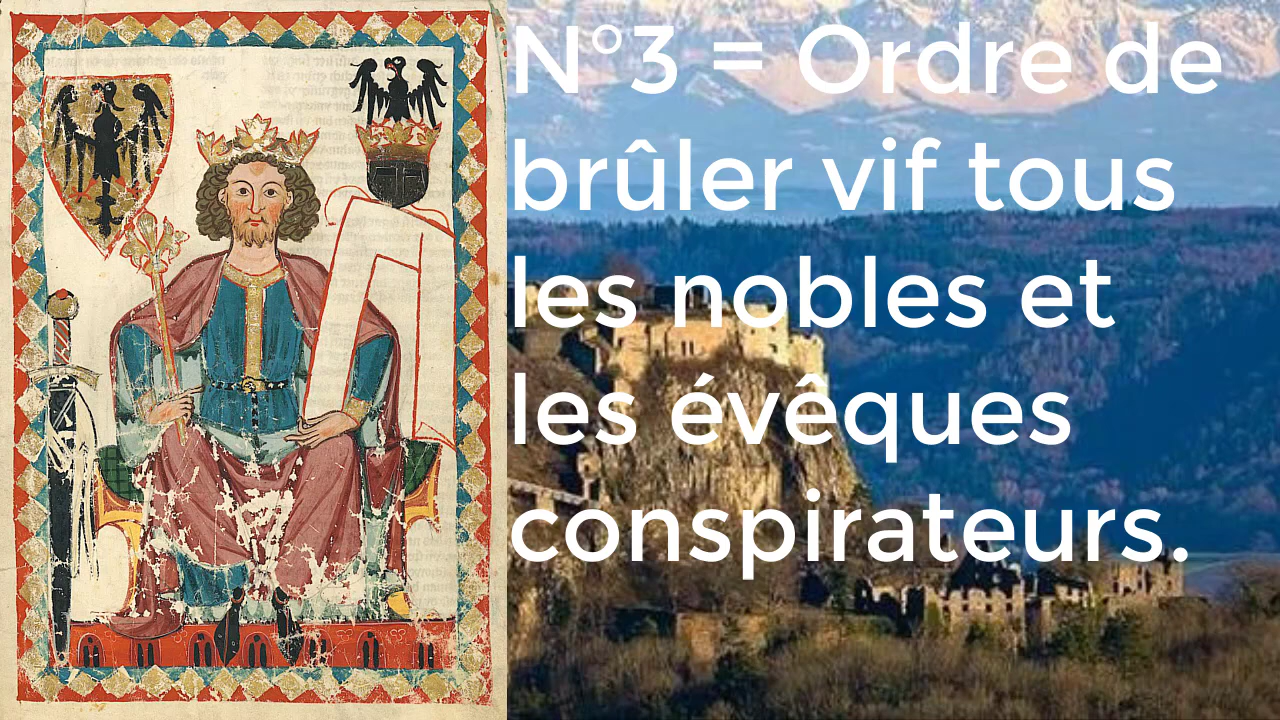 N°3 = Ordre de
brûler vif tous
les nobles et
les évêques
conspirateurs.